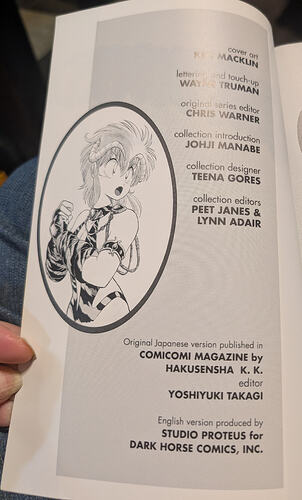 cover art
KEN MACKLIN
lettering and touch-up
WAYNE TRUMAN
original series editor
CHRIS WARNER
collection introduction
JOHJI MANABE
collection designer
TEENA GORES
collection editors
PEET JANES &
LYNN ADAIR
Original Japanese version published in
COMICOMI MAGAZINE by
HAKUSENSHA K. K.
editor
YOSHIYUKI TAKAGI
English version produced by
STUDIO PROTEUS for
DARK HORSE COMICS, INC.